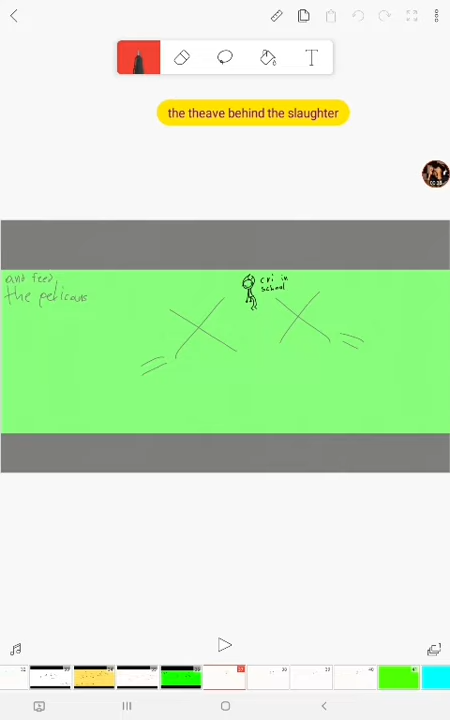 the theave behind the slaughter
and feed,
the pelicans
cri in
school